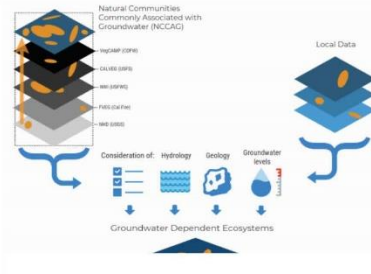 Natural Communities
Commonly Associated with
Groundwater (NCCAG)
Local Data
VegCAMP (CDFW)
CALVEG (USFS)
NWI (USFWS)
FVEG (Cal Fire)
NHD (USGS)
Consideration of:
Hydrology
Geology
Groundwater
levels
Groundwater Dependent Ecosystems